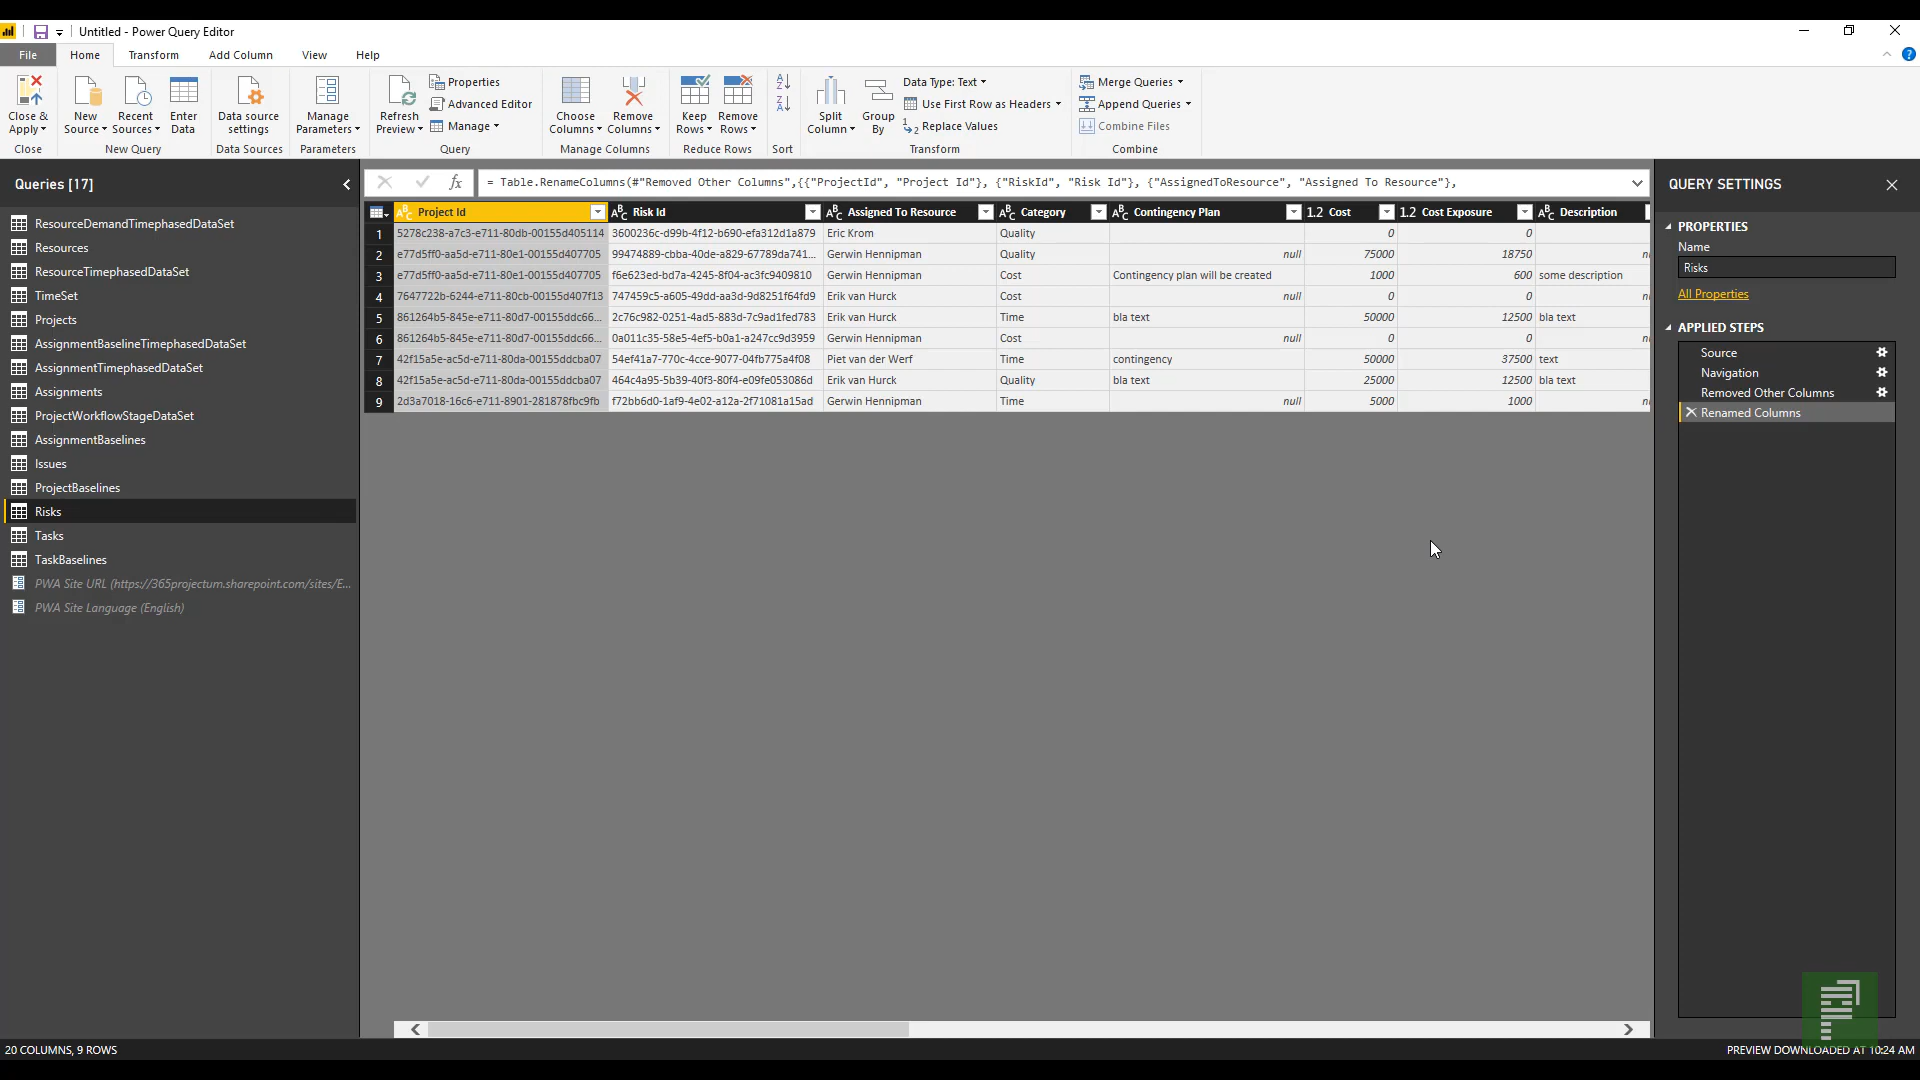 Untitled - Power Query Editor
File Home Transform Add Column View Help
Close & Apply
New Source
Recent Sources
Enter Data
Data source settings
Manage Parameters
Refresh Preview
Properties
Advanced Editor
Manage
Choose Columns
Remove Columns
Keep Rows
Remove Rows
Split Column
Group By
Data Type: Text
Use First Row as Headers
Replace Values
Merge Queries
Append Queries
Combine Files
Close New Query Data Sources Parameters Query Manage Columns Reduce Rows Sort Transform Combine
Queries [17]
ResourceDemandTimephasedDataSet
Resources
ResourceTimephasedDataSet
TimeSet
Projects
AssignmentBaselineTimephasedDataSet
AssignmentTimephasedDataSet
Assignments
ProjectWorkflowStageDataSet
AssignmentBaselines
Issues
ProjectBaselines
Risks
Tasks
TaskBaselines
PWA Site URL (https://365projectum.sharepoint.com/sites/E...
PWA Site Language (English)
= Table.RenameColumns(#"Removed Other Columns",{{"ProjectId", "Project Id"}, {"RiskId", "Risk Id"}, {"AssignedToResource", "Assigned To Resource"},
Project Id Risk Id Assigned To Resource Category Contingency Plan 1.2 Cost 1.2 Cost Exposure Description
1 5278c238-a7c3-e711-80db-00155d405114 3600236c-d99b-4f12-b690-efa312d1a879 Eric Krom Quality 0 0
2 e77d5ff0-aa5d-e711-80e1-00155d407705 99474889-cbba-40de-a829-67789da741... Gerwin Hennipman Quality null 75000 18750
3 e77d5ff0-aa5d-e711-80e1-00155d407705 f6e623ed-bd7a-4245-8f04-ac3fc9409810 Gerwin Hennipman Cost Contingency plan will be created 1000 600 some description
4 7647722b-6244-e711-80cb-00155d407f13 747459c5-a605-49dd-aa3d-9d8251f64fd9 Erik van Hurck Cost null 0 0
5 861264b5-845e-e711-80d7-00155ddc66... 2c76c982-0251-4ad5-883d-7c9ad1fed783 Erik van Hurck Time bla text 50000 12500 bla text
6 861264b5-845e-e711-80d7-00155ddc66... 0a011c35-58e5-4ef5-b0a1-a247cc9d3959 Gerwin Hennipman Cost null 0 0
7 42f15a5e-ac5d-e711-80da-00155ddcba07 54ef41a7-770c-4cce-9077-04fb775a4f08 Piet van der Werf Time contingency 50000 37500 text
8 42f15a5e-ac5d-e711-80da-00155ddcba07 464c4a95-5b39-40f3-80f4-e09fe053086d Erik van Hurck Quality bla text 25000 12500 bla text
9 2d3a7018-16c6-e711-8901-281878fbc9fb f72bb6d0-1af9-4e02-a12a-2f71081a15ad Gerwin Hennipman Time null 5000 1000
QUERY SETTINGS
PROPERTIES
Name
Risks
All Properties
APPLIED STEPS
Source
Navigation
Removed Other Columns
Renamed Columns
20 COLUMNS, 9 ROWS
PREVIEW DOWNLOADED AT 10:24 AM